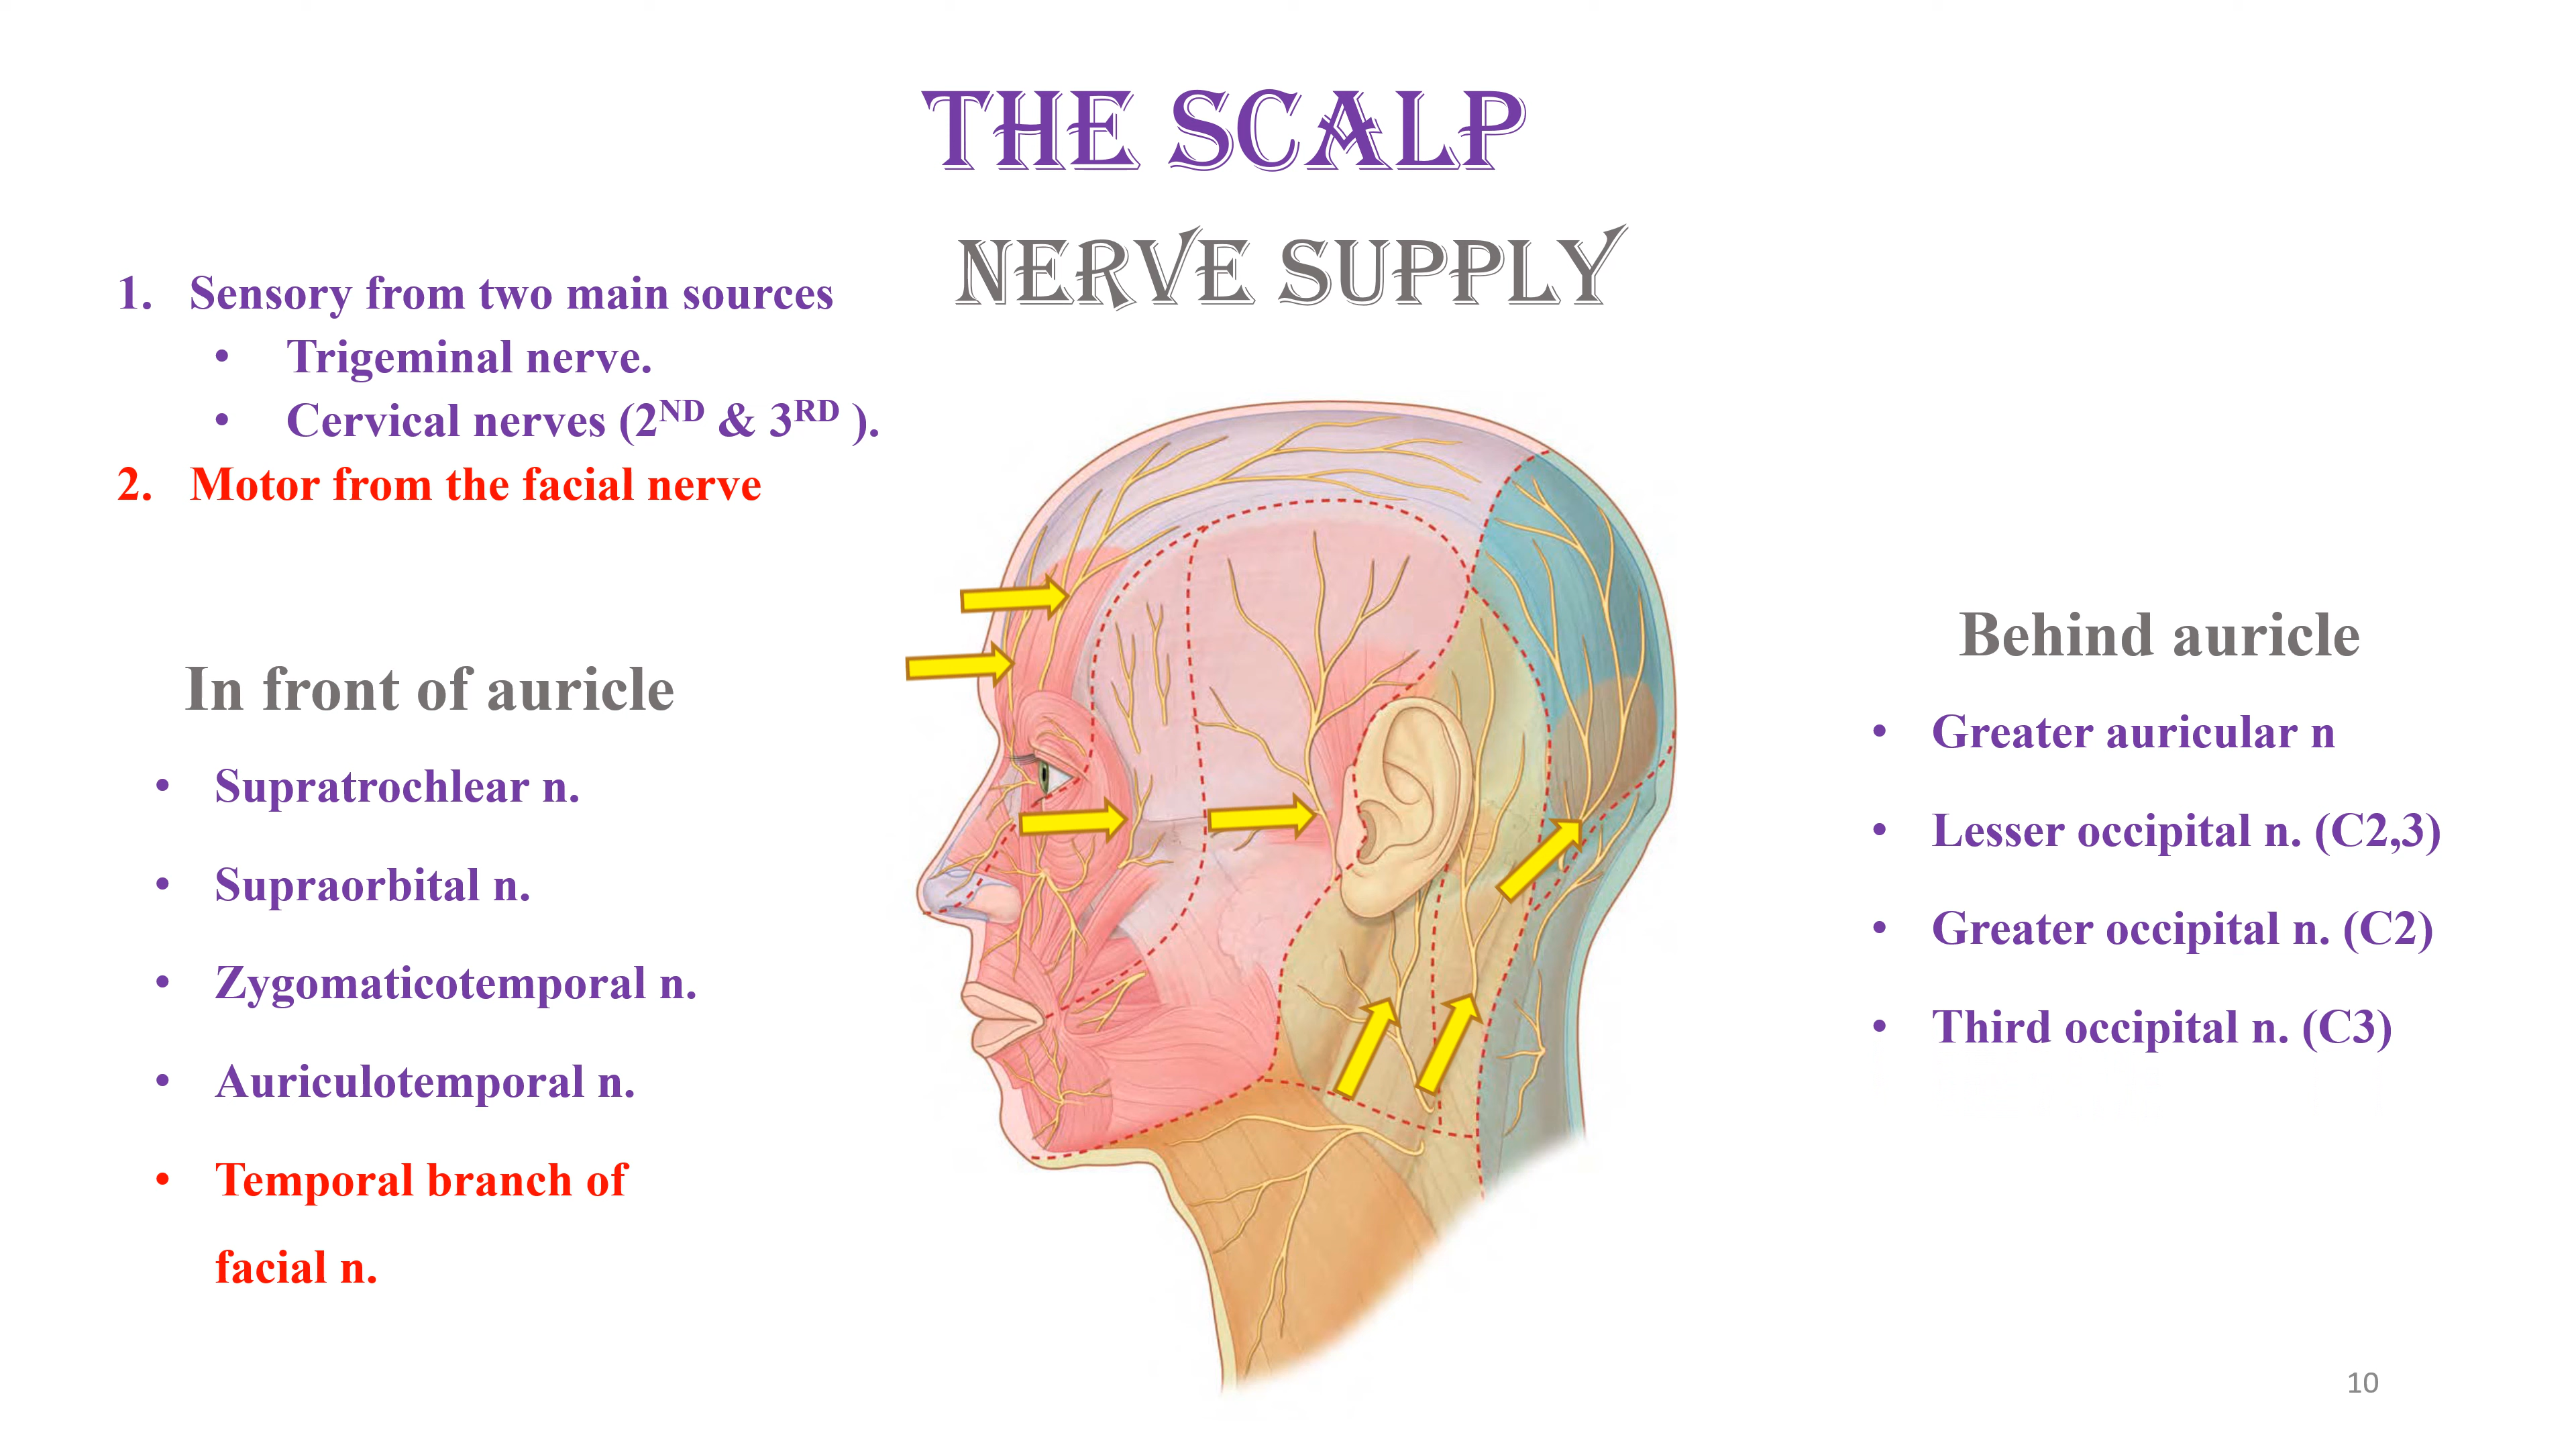 THE SCALP
NERVE SUPPLY
1. Sensory from two main sources
• Trigeminal nerve.
• Cervical nerves (2ND & 3RD ).
2. Motor from the facial nerve
In front of auricle
• Supratrochlear n.
• Supraorbital n.
• Zygomaticotemporal n.
• Auriculotemporal n.
• Temporal branch of
facial n.
Behind auricle
• Greater auricular n
• Lesser occipital n. (C2,3)
• Greater occipital n. (C2)
• Third occipital n. (C3)
10